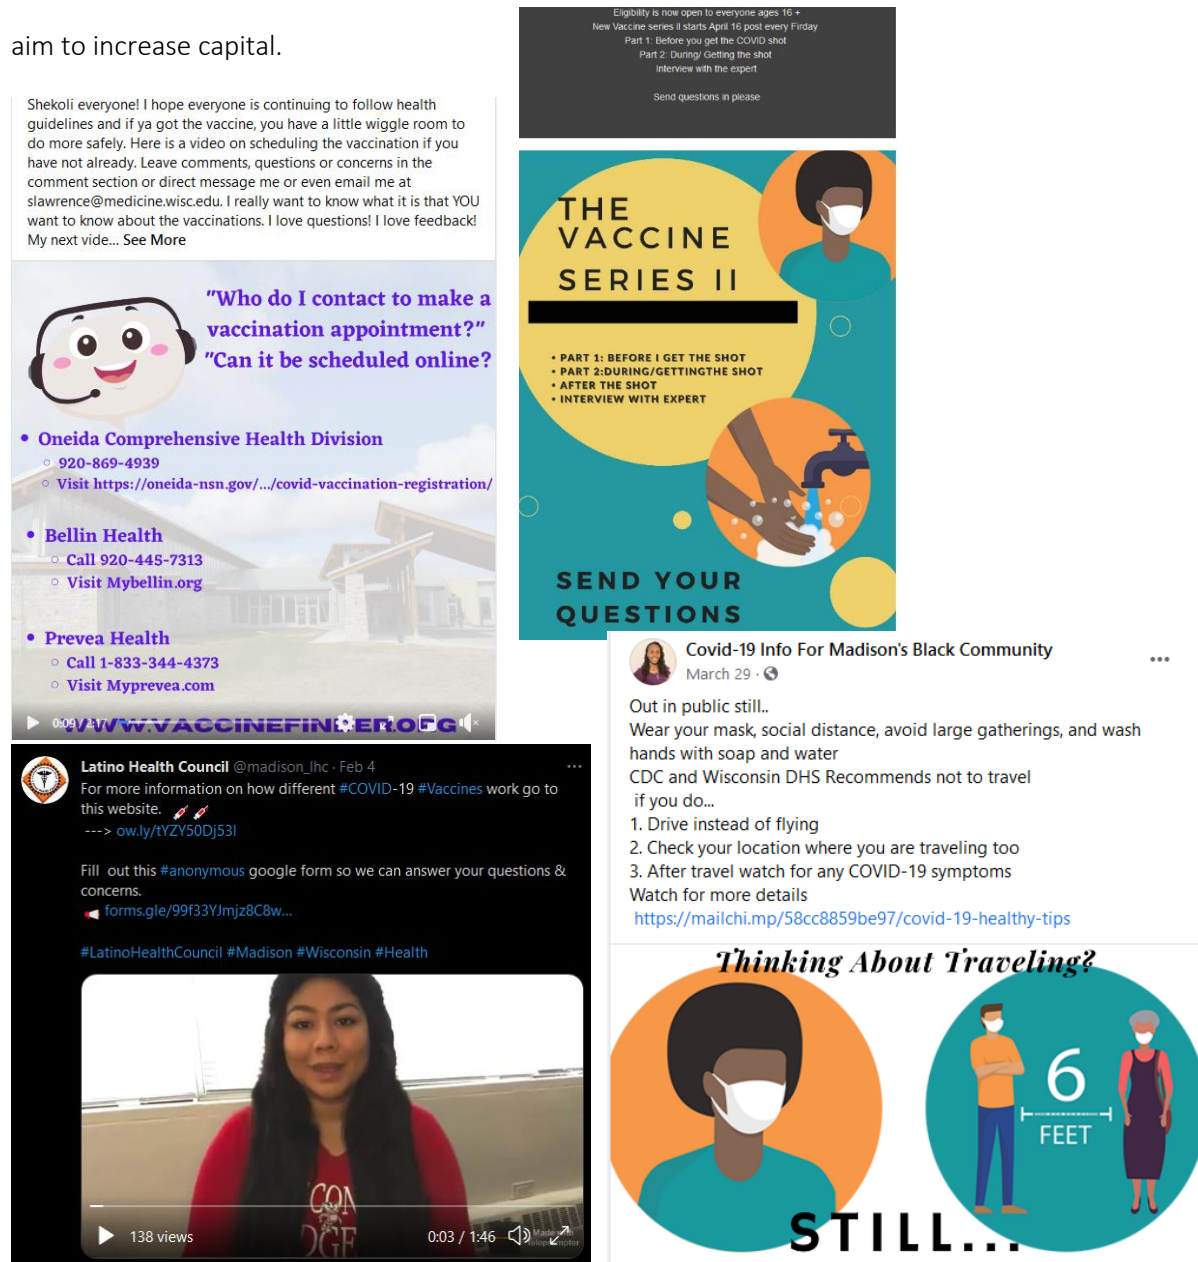 aim to increase capital.
Shekoli everyone! I hope everyone is continuing to follow health
guidelines and if ya got the vaccine, you have a little wiggle room to
do more safely. Here is a video on scheduling the vaccination if you
have not already. Leave comments, questions or concerns in the
comment section or direct message me or even email me at
slawrence@medicine.wisc.edu. I really want to know what it is that YOU
want to know about the vaccinations. I love questions! I love feedback!
My next vide... See More
"Who do I contact to make a
vaccination appointment?"
"Can it be scheduled online?
• Oneida Comprehensive Health Division
○ 920-869-4939
○ Visit https://oneida-nsn.gov/.../covid-vaccination-registration/
• Bellin Health
○ Call 920-445-7313
○ Visit Mybellin.org
• Prevea Health
○ Call 1-833-344-4373
○ Visit Myprevea.com
WWW.VACCINEFINDER.ORG
0:09 / 2:17
Eligibility is now open to everyone ages 16 +
New Vaccine series II starts April 16 post every Firday
Part 1: Before you get the COVID shot
Part 2: During/ Getting the shot
Interview with the expert
Send questions in please
THE
VACCINE
SERIES II
• PART 1: BEFORE I GET THE SHOT
• PART 2:DURING/GETTINGTHE SHOT
• AFTER THE SHOT
• INTERVIEW WITH EXPERT
SEND YOUR
QUESTIONS
Latino Health Council @madison_lhc · Feb 4
For more information on how different #COVID-19 #Vaccines work go to
this website.
---> ow.ly/tYZY50Dj53I
Fill out this #anonymous google form so we can answer your questions &
concerns.
forms.gle/99f33YJmjz8C8w...
#LatinoHealthCouncil #Madison #Wisconsin #Health
138 views
0:03 / 1:46
Covid-19 Info For Madison's Black Community
March 29 ·
Out in public still..
Wear your mask, social distance, avoid large gatherings, and wash
hands with soap and water
CDC and Wisconsin DHS Recommends not to travel
if you do...
1. Drive instead of flying
2. Check your location where you are traveling too
3. After travel watch for any COVID-19 symptoms
Watch for more details
https://mailchi.mp/58cc8859be97/covid-19-healthy-tips
Thinking About Traveling?
6
FEET
STILL...